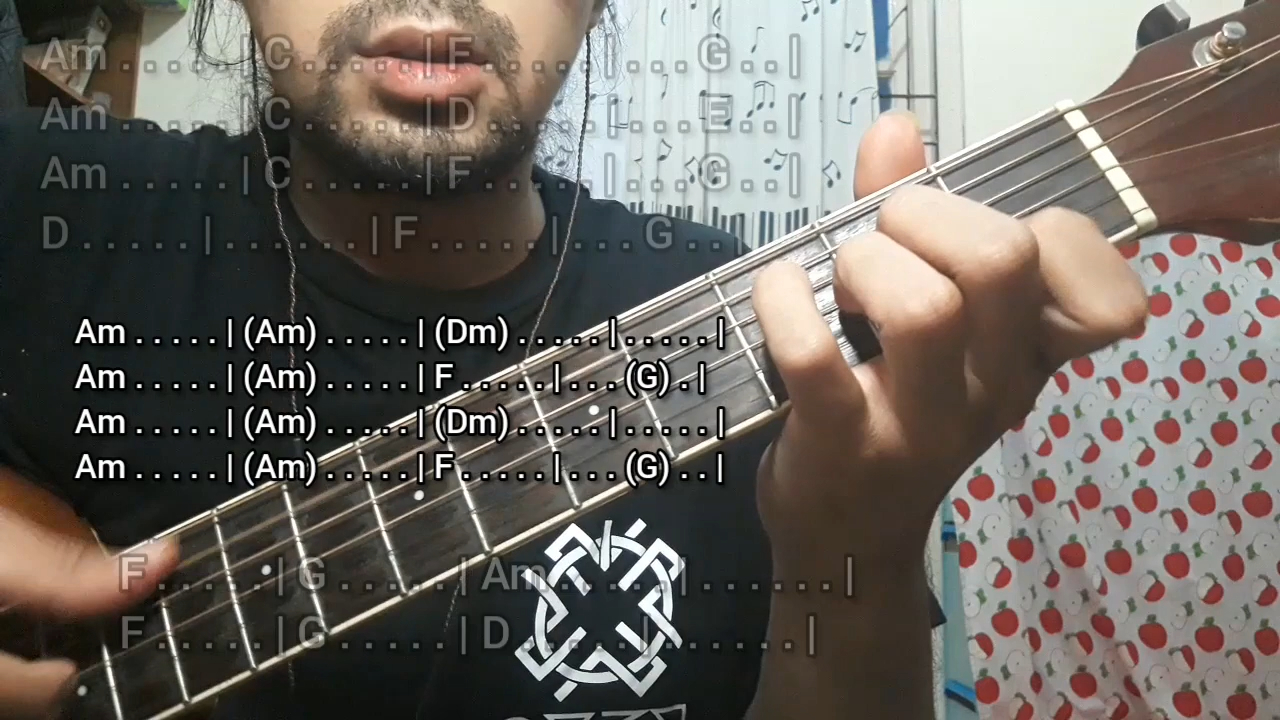 Am . . . . . | C . . . . . | F . . . . . | . . . G . . |
Am . . . . . | C . . . . . | D . . . . . | . . . E . . |
Am . . . . . | C . . . . . | F . . . . . | . . . G . . |
D . . . . . | . . . . . . | F . . . . . | . . . G . . |
Am . . . . . | (Am) . . . . . | (Dm) . . . . . | . . . . . |
Am . . . . . | (Am) . . . . . | F . . . . . | . . . (G) . |
Am . . . . . | (Am) . . . . . | (Dm) . . . . . | . . . . . |
Am . . . . . | (Am) . . . . . | F . . . . . | . . . (G) . . |
F . . . . . | G . . . . . | Am . . . . . | . . . . . . |
F . . . . . | G . . . . . | D . . . . . | . . . . . . |